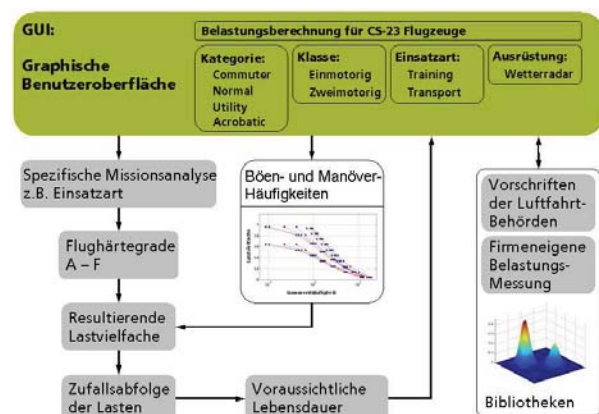 GUI:
Graphische
Benutzeroberfläche
Belastungsberechnung für CS-23 Flugzeuge
Kategorie:
Commuter
Normal
Utility
Acrobatic
Klasse:
Einmotorig
Zweimotorig
Einsatzart:
Training
Transport
Ausrüstung:
Wetterradar
Spezifische Missionsanalyse
z.B. Einsatzart
Flughärtegrade
A – F
Resultierende
Lastvielfache
Zufallsabfolge
der Lasten
Böen- und Manöver-
Häufigkeiten
Voraussichtliche
Lebensdauer
Vorschriften
der Luftfahrt-
Behörden
Firmeneigene
Belastungs-
Messung
Bibliotheken